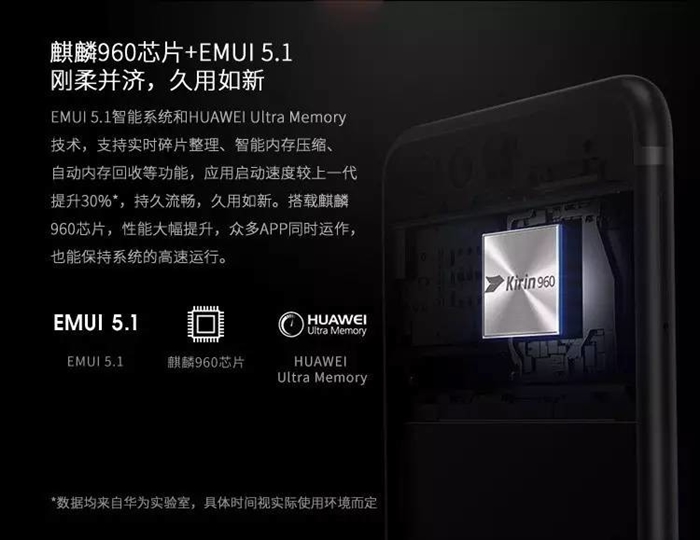 麒麟960芯片+EMUI 5.1
刚柔并济，久用如新
EMUI 5.1智能系统和HUAWEI Ultra Memory
技术，支持实时碎片整理、智能内存压缩、
自动内存回收等功能，应用启动速度较上一代
提升30%*，持久流畅，久用如新。搭载麒麟
960芯片，性能大幅提升，众多APP同时运作，
也能保持系统的高速运行。
Kirin 960
EMUI 5.1
HUAWEI
Ultra Memory
EMUI 5.1
麒麟960芯片
HUAWEI
Ultra Memory
*数据均来自华为实验室，具体时间视实际使用环境而定